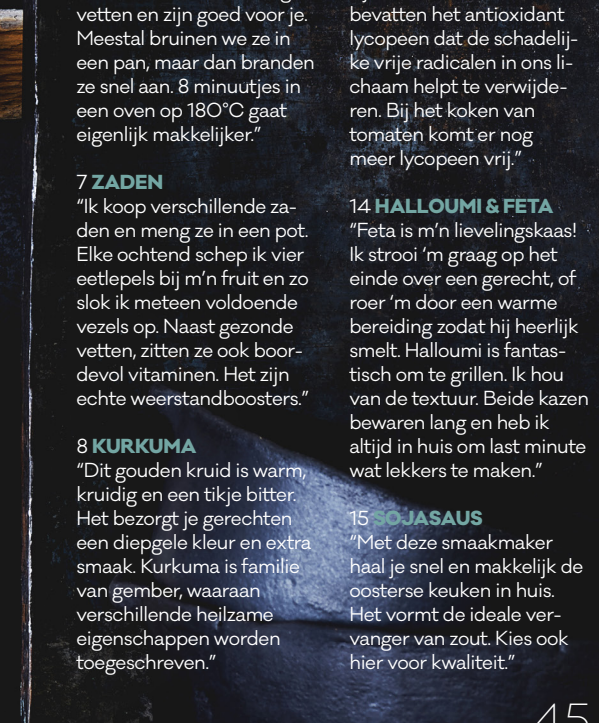 vetten en zijn goed voor je.
Meestal bruinen we ze in
een pan, maar dan branden
ze snel aan. 8 minuutjes in
een oven op 180°C gaat
eigenlijk makkelijker.”
7 ZADEN
“Ik koop verschillende za-
den en meng ze in een pot.
Elke ochtend schep ik vier
eetlepels bij m’n fruit en zo
slok ik meteen voldoende
vezels op. Naast gezonde
vetten, zitten ze ook boor-
devol vitaminen. Het zijn
echte weerstandboosters.”
8 KURKUMA
“Dit gouden kruid is warm,
kruidig en een tikje bitter.
Het bezorgt je gerechten
een diepgele kleur en extra
smaak. Kurkuma is familie
van gember, waaraan
verschillende heilzame
eigenschappen worden
toegeschreven.”
bevatten het antioxidant
lycopeen dat de schadelij-
ke vrije radicalen in ons li-
chaam helpt te verwijde-
ren. Bij het koken van
tomaten komt er nog
meer lycopeen vrij.”
14 HALLOUMI & FETA
“Feta is m’n lievelingskaas!
Ik strooi ’m graag op het
einde over een gerecht, of
roer ’m door een warme
bereiding zodat hij heerlijk
smelt. Halloumi is fantas-
tisch om te grillen. Ik hou
van de textuur. Beide kazen
bewaren lang en heb ik
altijd in huis om last minute
wat lekkers te maken.”
15 SOJASAUS
“Met deze smaakmaker
haal je snel en makkelijk de
oosterse keuken in huis.
Het vormt de ideale ver-
vanger van zout. Kies ook
hier voor kwaliteit.”
45